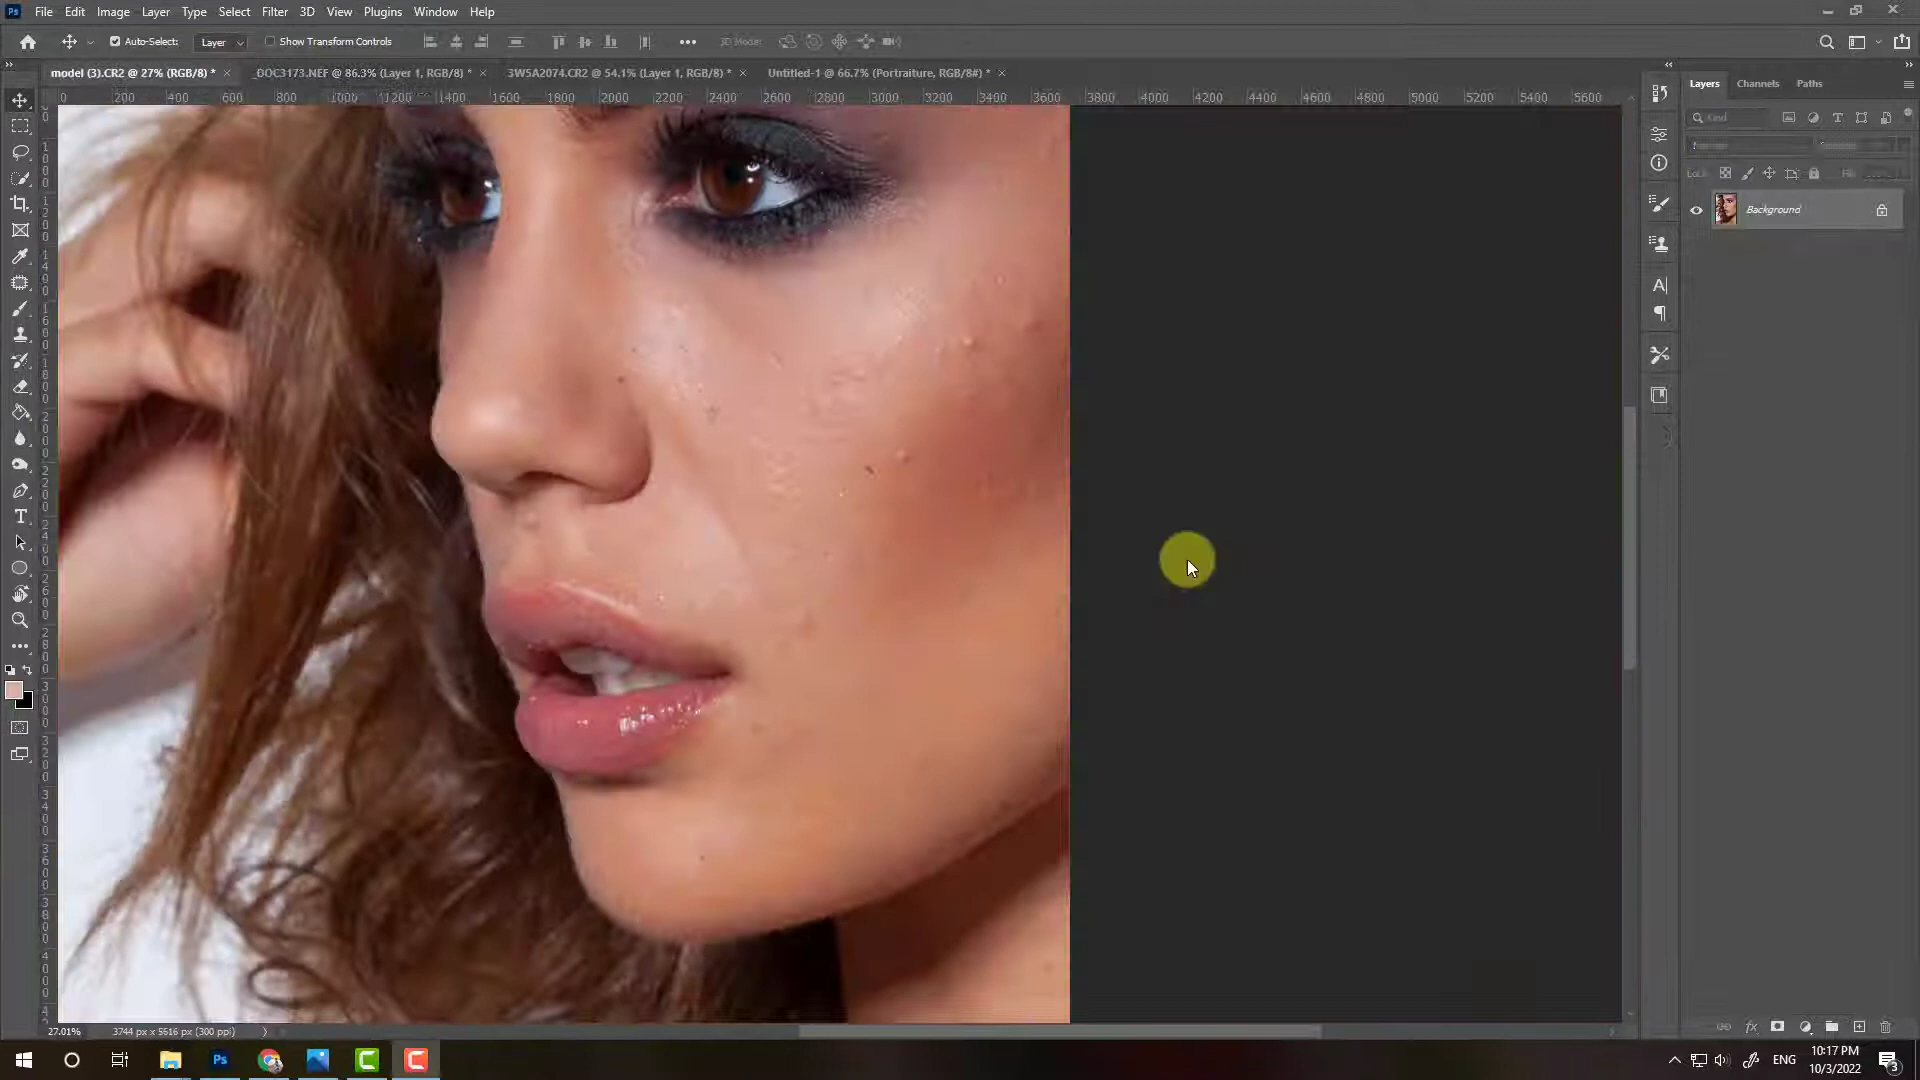 Ps File Edit Image Layer Type Select Filter 3D View Plugins Window Help
Auto-Select: Layer Show Transform Controls 3D Mode:
model (3).CR2 @ 27% (RGB/8) * _DOC3173.NEF @ 86.3% (Layer 1, RGB/8) * 3W5A2074.CR2 @ 54.1% (Layer 1, RGB/8) * Untitled-1 @ 66.7% (Portraiture, RGB/8#) *
Layers Channels Paths
0 200 400 600 800 1000 1200 1400 1600 1800 2000 2200 2400 2600 2800 3000 3200 3400 3600 3800 4000 4200 4400 4600 4800 5000 5200 5400 5600
Kind
Background
27.01% 3744 px x 5616 px (300 ppi)
ENG
10:17 PM
10/3/2022
3